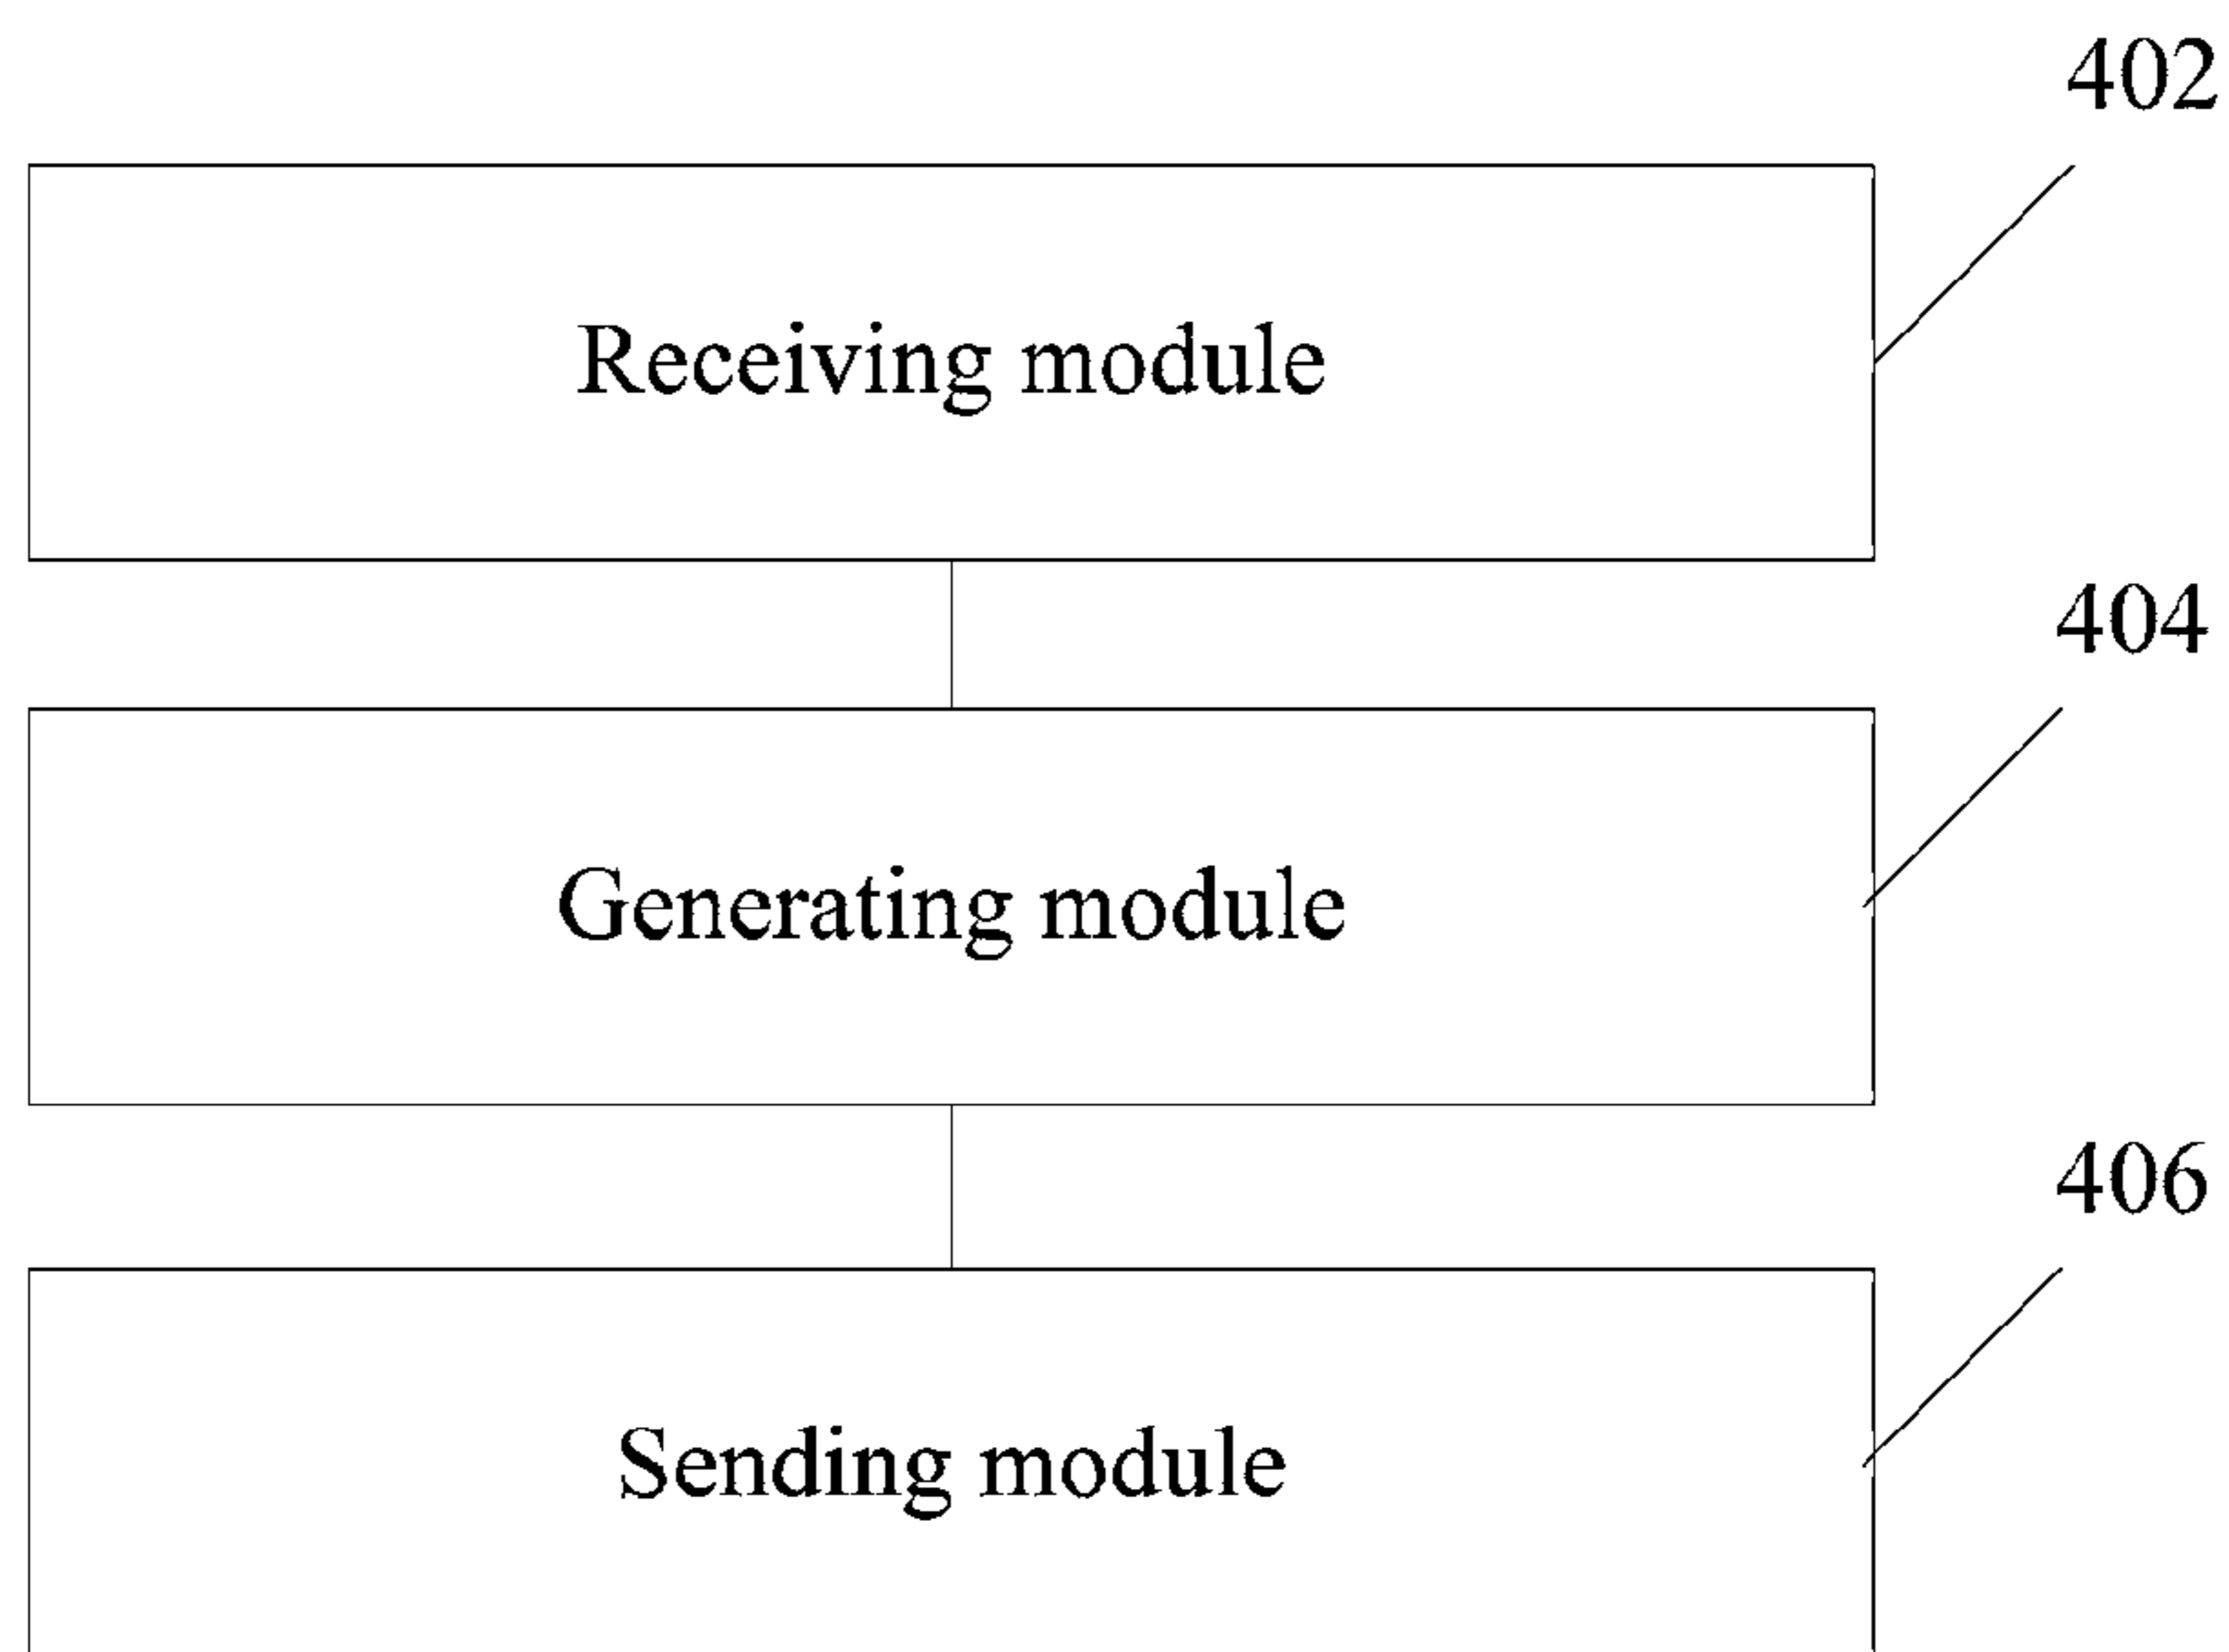 402
Receiving module
404
Generating module
406
Sending module